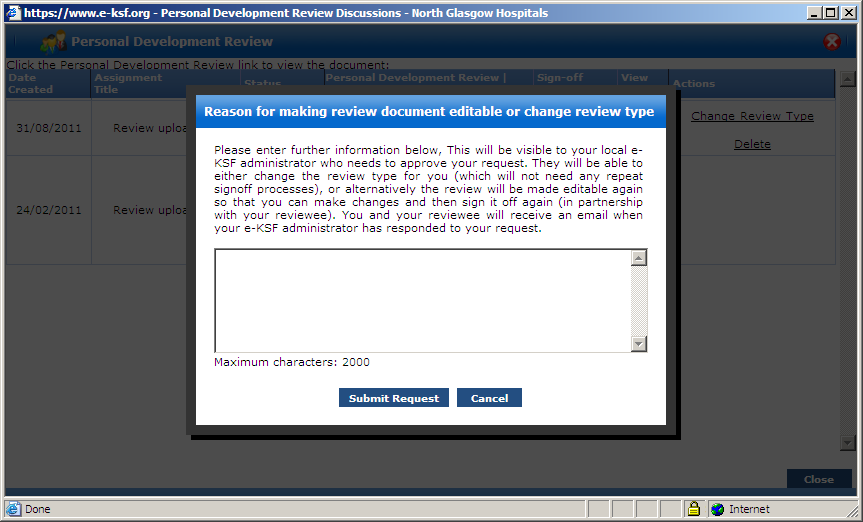 https://www.e-ksf.org - Personal Development Review Discussions - North Glasgow Hospitals
Personal Development Review
Click the Personal Development Review link to view the document:
Date Created
Assignment Title
Status
Personal Development Review |
Sign-off
View
Actions
31/08/2011
Review uploa
Change Review Type
Delete
24/02/2011
Review uploa
Reason for making review document editable or change review type
Please enter further information below, This will be visible to your local e-
KSF administrator who needs to approve your request. They will be able to
either change the review type for you (which will not need any repeat
signoff processes), or alternatively the review will be made editable again
so that you can make changes and then sign it off again (in partnership
with your reviewee). You and your reviewee will receive an email when
your e-KSF administrator has responded to your request.
Maximum characters: 2000
Submit Request
Cancel
Close
Done
Internet